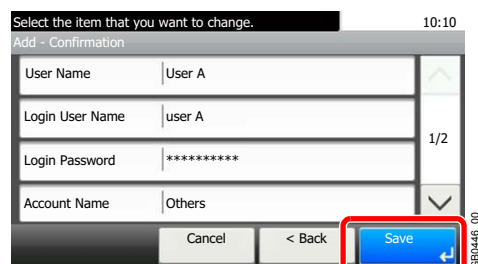 Select the item that you want to change. 10:10
Add - Confirmation
User Name User A
Login User Name user A
1/2
Login Password **********
Account Name Others
Cancel < Back Save
GB0446_00